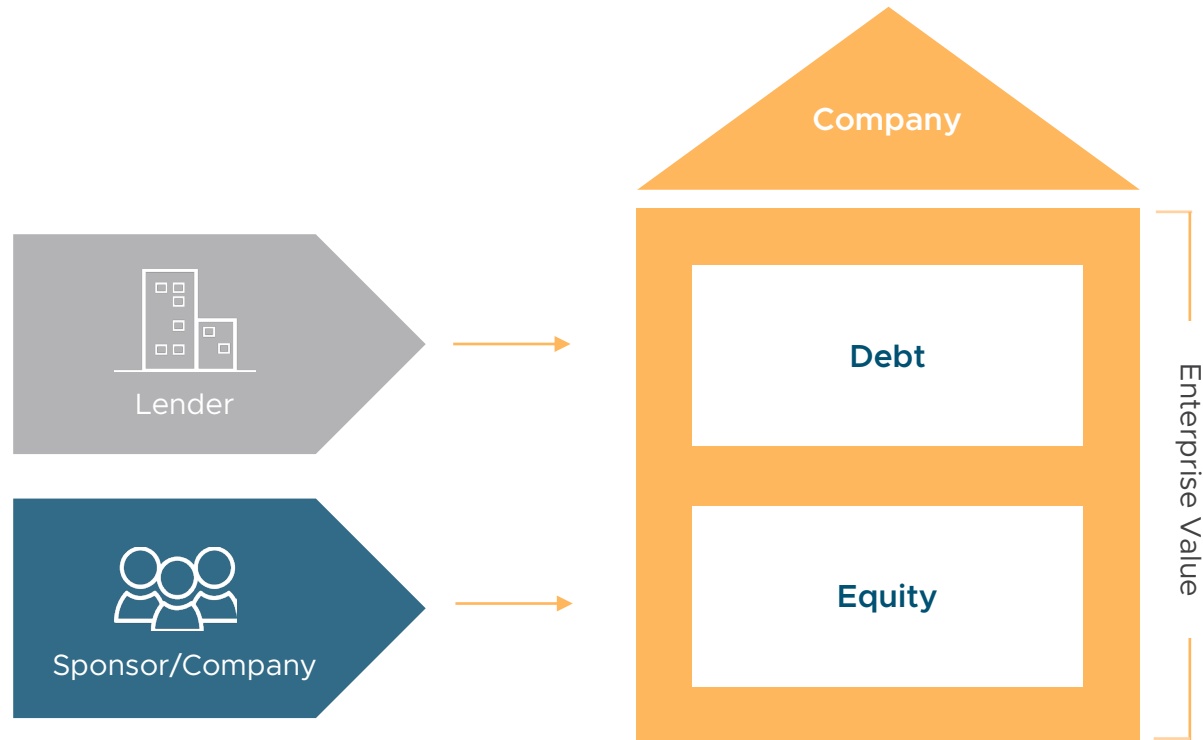 Company
Lender
Debt
Sponsor/Company
Equity
Enterprise Value